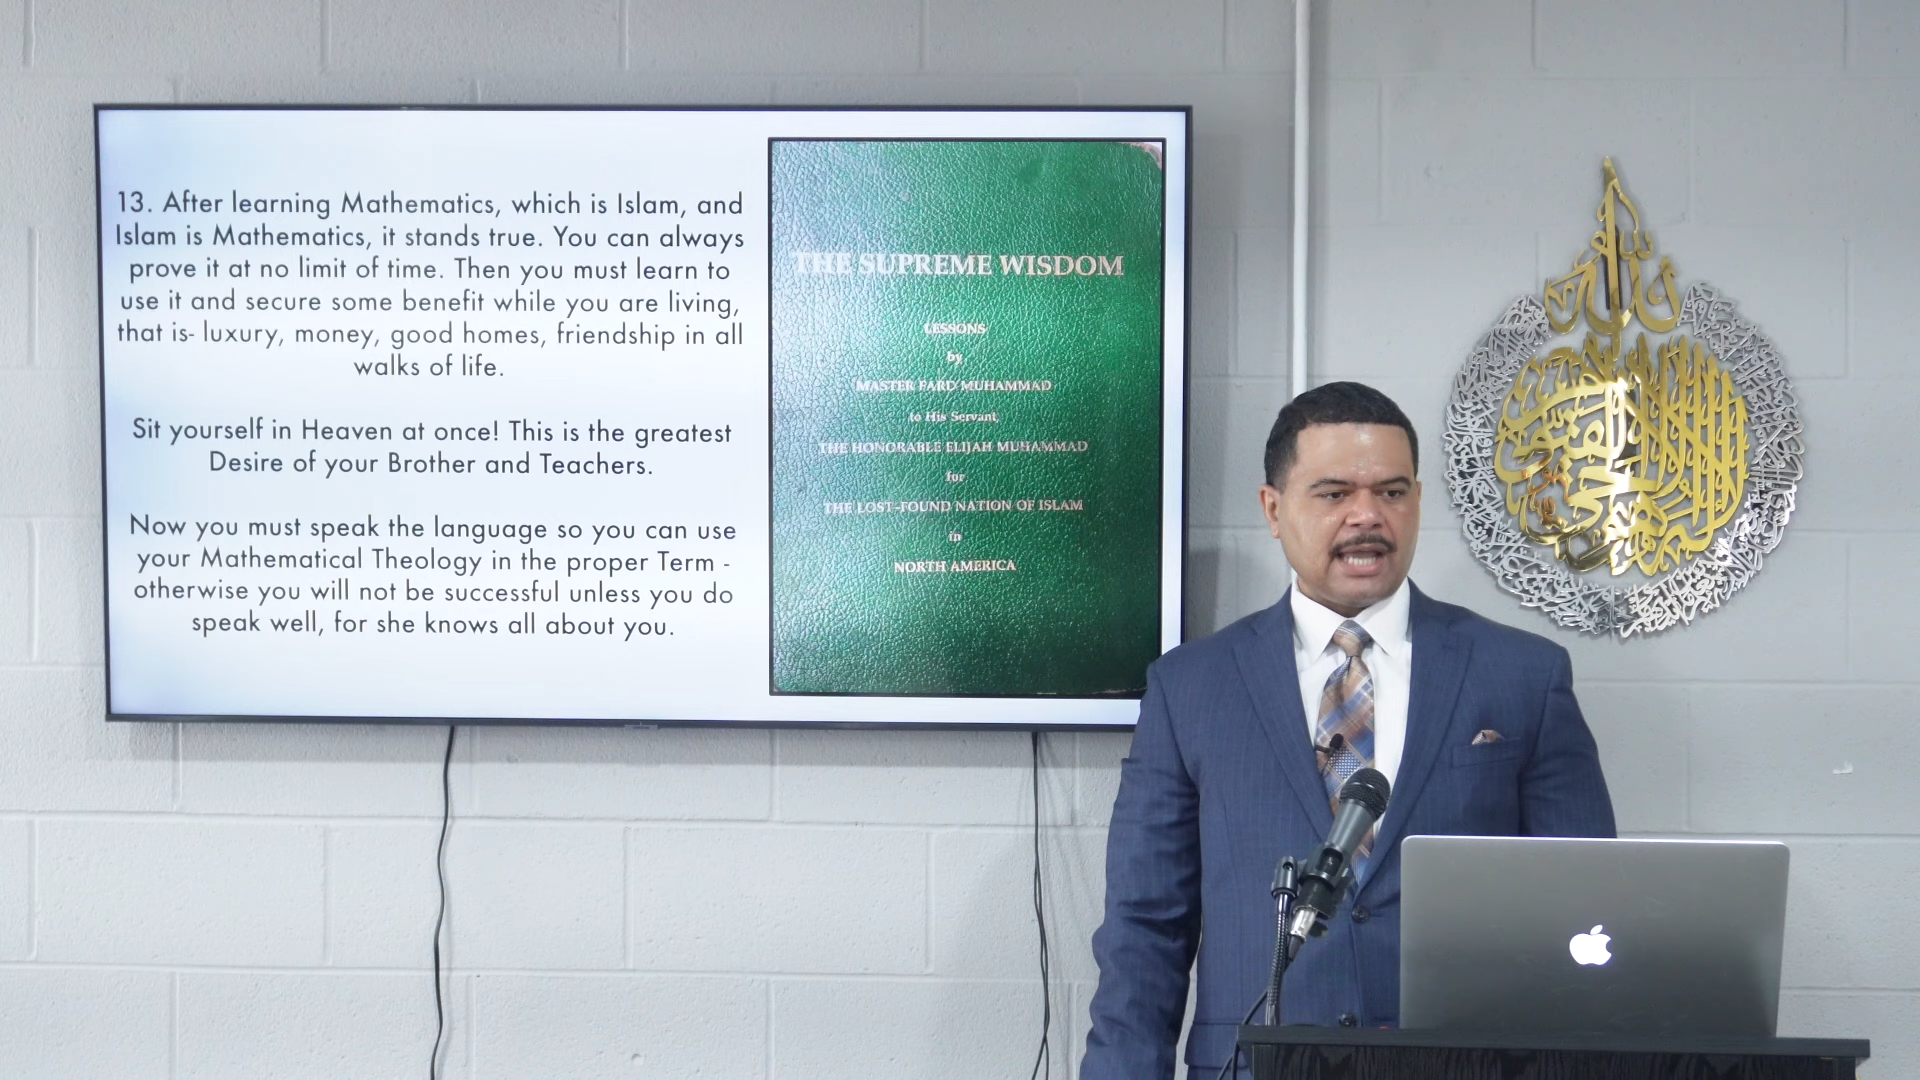 13. After learning Mathematics, which is Islam, and
Islam is Mathematics, it stands true. You can always
prove it at no limit of time. Then you must learn to
use it and secure some benefit while you are living,
that is- luxury, money, good homes, friendship in all
walks of life.
Sit yourself in Heaven at once! This is the greatest
Desire of your Brother and Teachers.
Now you must speak the language so you can use
your Mathematical Theology in the proper Term -
otherwise you will not be successful unless you do
speak well, for she knows all about you.
THE SUPREME WISDOM
LESSONS
by
MASTER FARD MUHAMMAD
to His Servant,
THE HONORABLE ELIJAH MUHAMMAD
for
THE LOST-FOUND NATION OF ISLAM
in
NORTH AMERICA